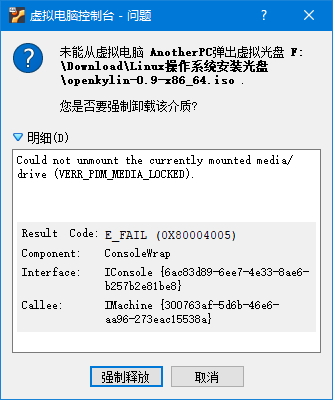 虚拟电脑控制台 - 问题
未能从虚拟电脑 AnotherPC弹出虚拟光盘 F:
\Download\Linux操作系统安装光盘
\openkylin-0.9-x86_64.iso .
您是否要强制卸载该介质?
明细(D)
Could not unmount the currently mounted media/
drive (VERR_PDM_MEDIA_LOCKED).
Result Code: E_FAIL (0X80004005)
Component: ConsoleWrap
Interface: IConsole {6ac83d89-6ee7-4e33-8ae6-
b257b2e81be8}
Callee: IMachine {300763af-5d6b-46e6-
aa96-273eac15538a}
强制释放 取消